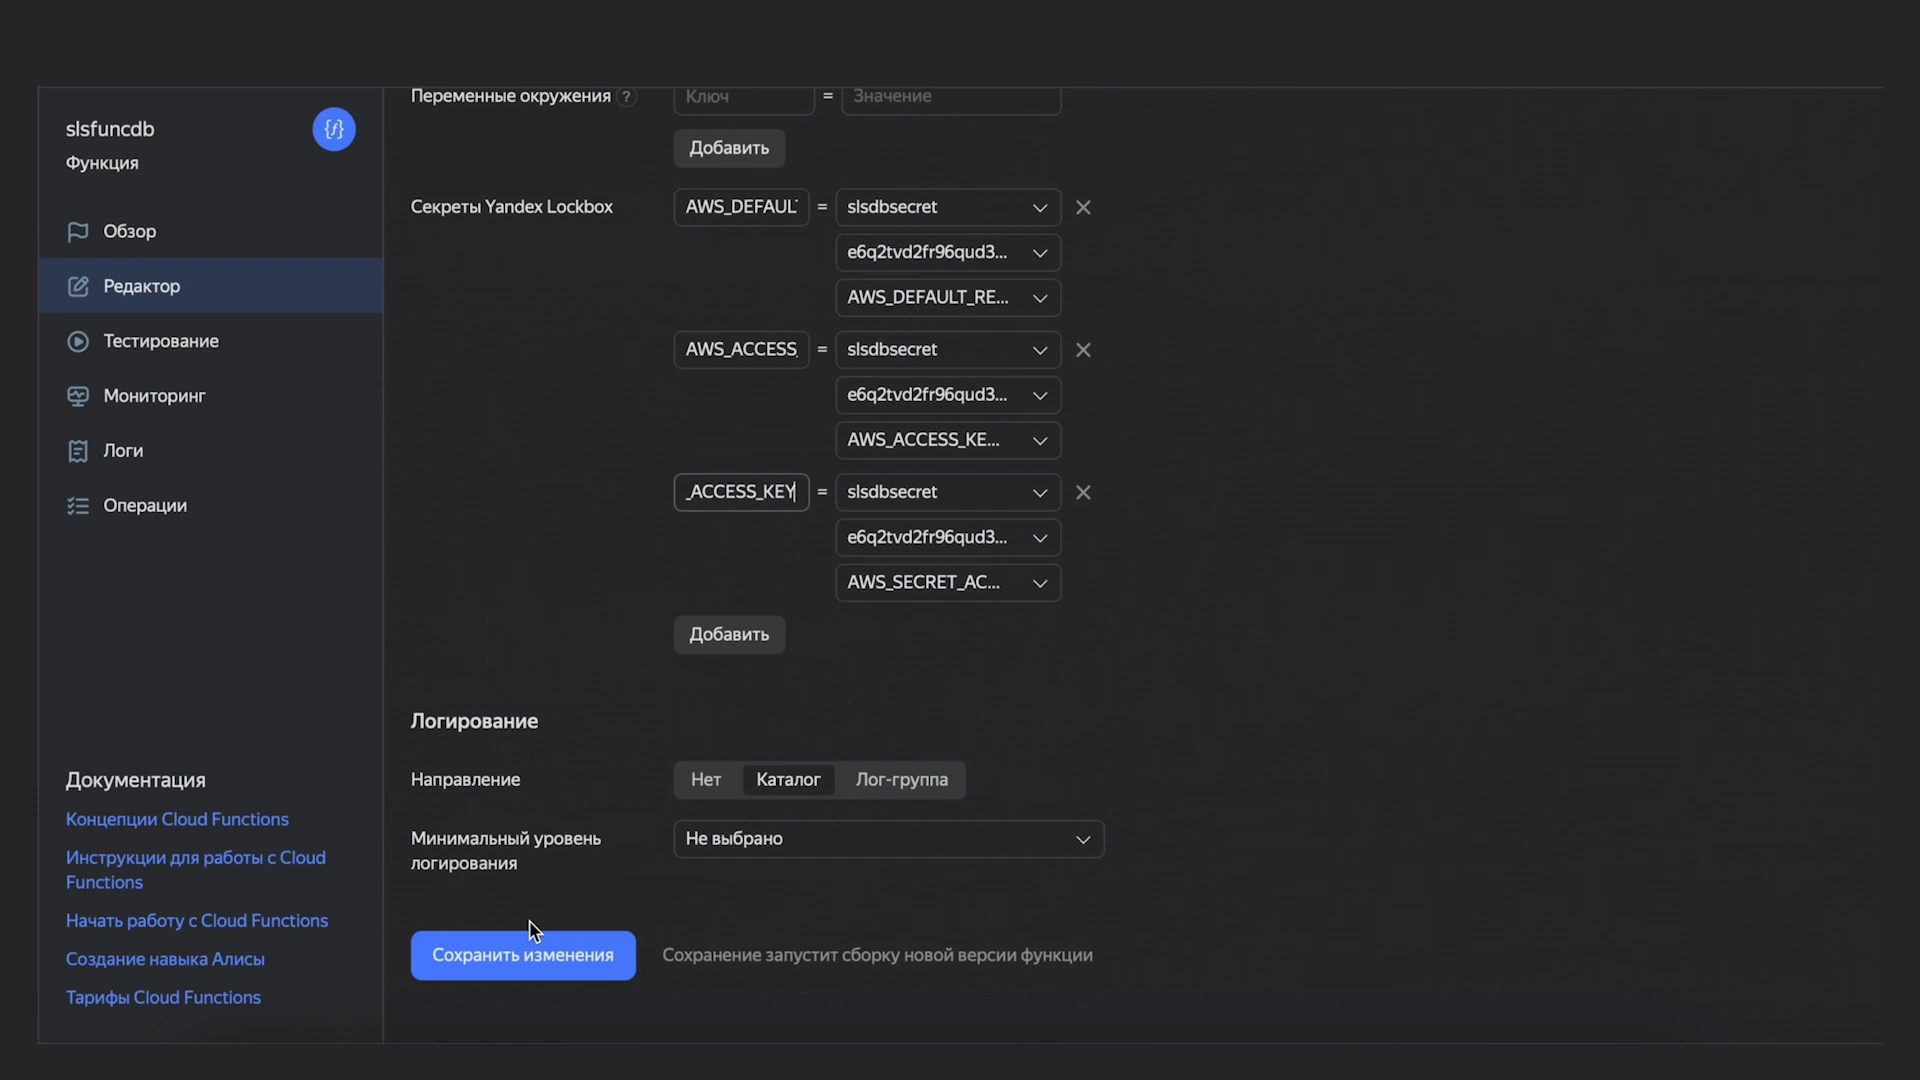 slsfuncdb
Функция
Обзор
Редактор
Тестирование
Мониторинг
Логи
Операции
Документация
Концепции Cloud Functions
Инструкции для работы с Cloud
Functions
Начать работу с Cloud Functions
Создание навыка Алисы
Тарифы Cloud Functions
Переменные окружения ? Ключ = Значение
Добавить
Секреты Yandex Lockbox AWS_DEFAUL = slsdbsecret
e6q2tvd2fr96qud3...
AWS_DEFAULT_RE...
AWS_ACCESS_ = slsdbsecret
e6q2tvd2fr96qud3...
AWS_ACCESS_KE...
_ACCESS_KEY = slsdbsecret
e6q2tvd2fr96qud3...
AWS_SECRET_AC...
Добавить
Логирование
Направление Нет Каталог Лог-группа
Минимальный уровень
логирования
Не выбрано
Сохранить изменения Сохранение запустит сборку новой версии функции